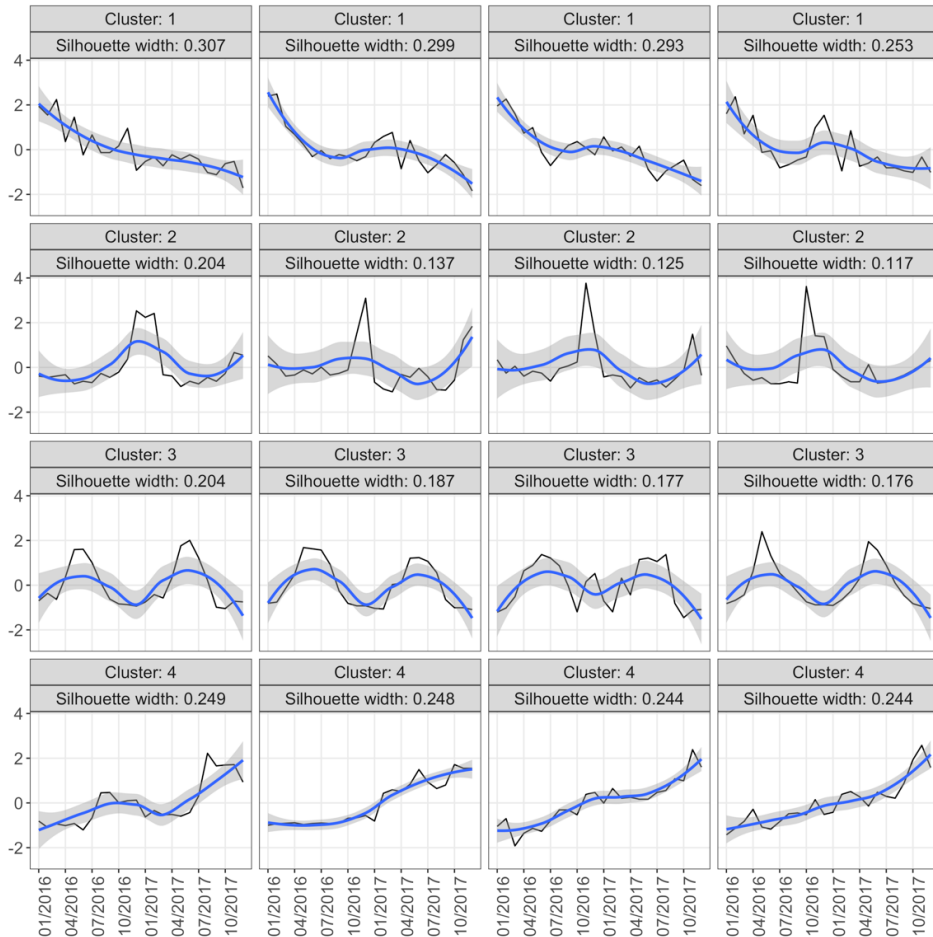 Cluster: 1
Silhouette width: 0.307
Cluster: 1
Silhouette width: 0.299
Cluster: 1
Silhouette width: 0.293
Cluster: 1
Silhouette width: 0.253
4
2
0
-2
Cluster: 2
Silhouette width: 0.204
Cluster: 2
Silhouette width: 0.137
Cluster: 2
Silhouette width: 0.125
Cluster: 2
Silhouette width: 0.117
4
2
0
-2
Cluster: 3
Silhouette width: 0.204
Cluster: 3
Silhouette width: 0.187
Cluster: 3
Silhouette width: 0.177
Cluster: 3
Silhouette width: 0.176
4
2
0
-2
Cluster: 4
Silhouette width: 0.249
Cluster: 4
Silhouette width: 0.248
Cluster: 4
Silhouette width: 0.244
Cluster: 4
Silhouette width: 0.244
4
2
0
-2
01/2016
04/2016
07/2016
10/2016
01/2017
04/2017
07/2017
10/2017
01/2016
04/2016
07/2016
10/2016
01/2017
04/2017
07/2017
10/2017
01/2016
04/2016
07/2016
10/2016
01/2017
04/2017
07/2017
10/2017
01/2016
04/2016
07/2016
10/2016
01/2017
04/2017
07/2017
10/2017